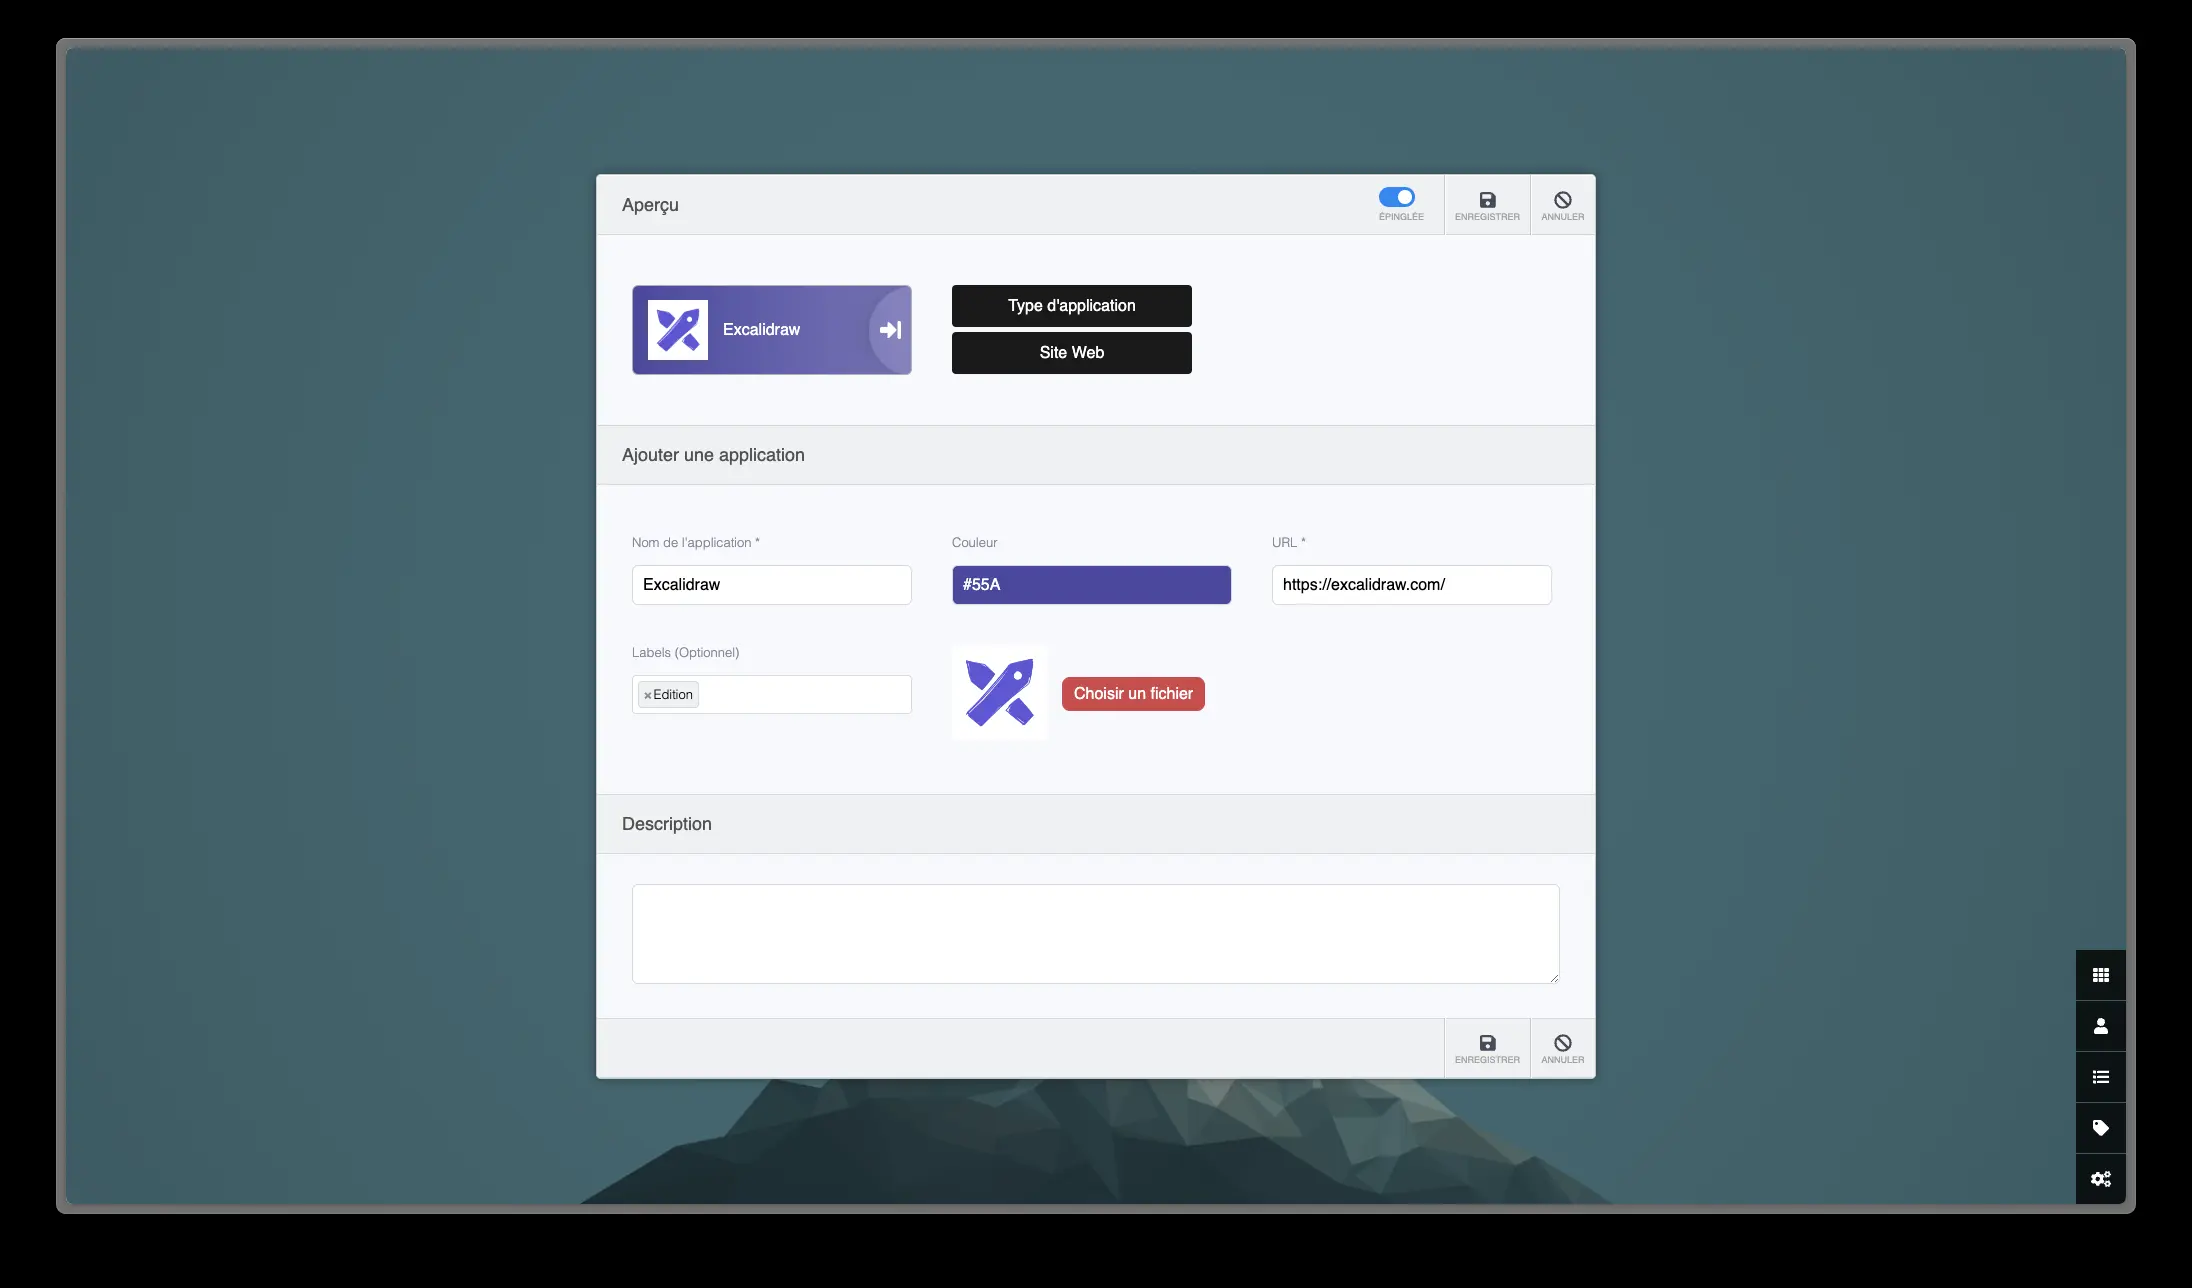 Aperçu
ÉPINGLÉE
ENREGISTRER
ANNULER
Excalidraw
Type d'application
Site Web
Ajouter une application
Nom de l'application *
Couleur
URL *
Excalidraw
#55A
https://excalidraw.com/
Labels (Optionnel)
×Edition
Choisir un fichier
Description
ENREGISTRER
ANNULER